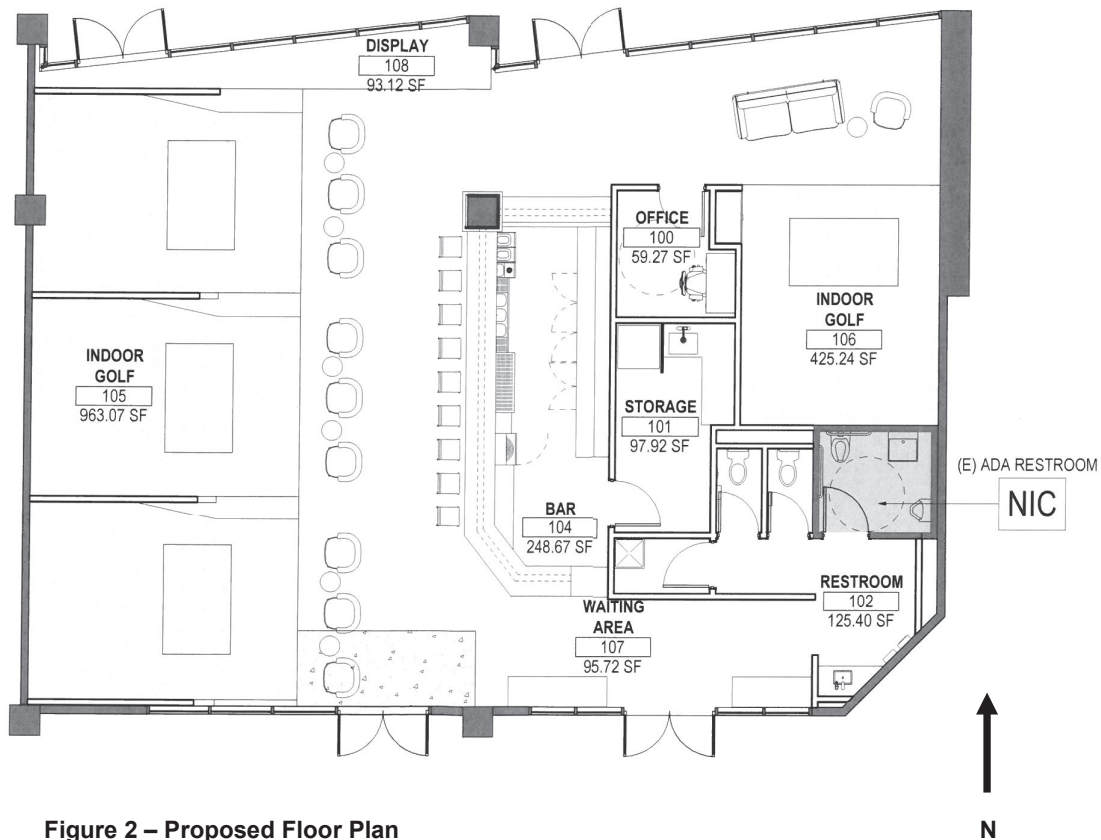 DISPLAY
108
93.12 SF
OFFICE
100
59.27 SF
INDOOR
GOLF
106
425.24 SF
INDOOR
GOLF
105
963.07 SF
STORAGE
101
97.92 SF
(E) ADA RESTROOM
NIC
BAR
104
248.67 SF
RESTROOM
102
125.40 SF
WAITING
AREA
107
95.72 SF
Figure 2 – Proposed Floor Plan
N